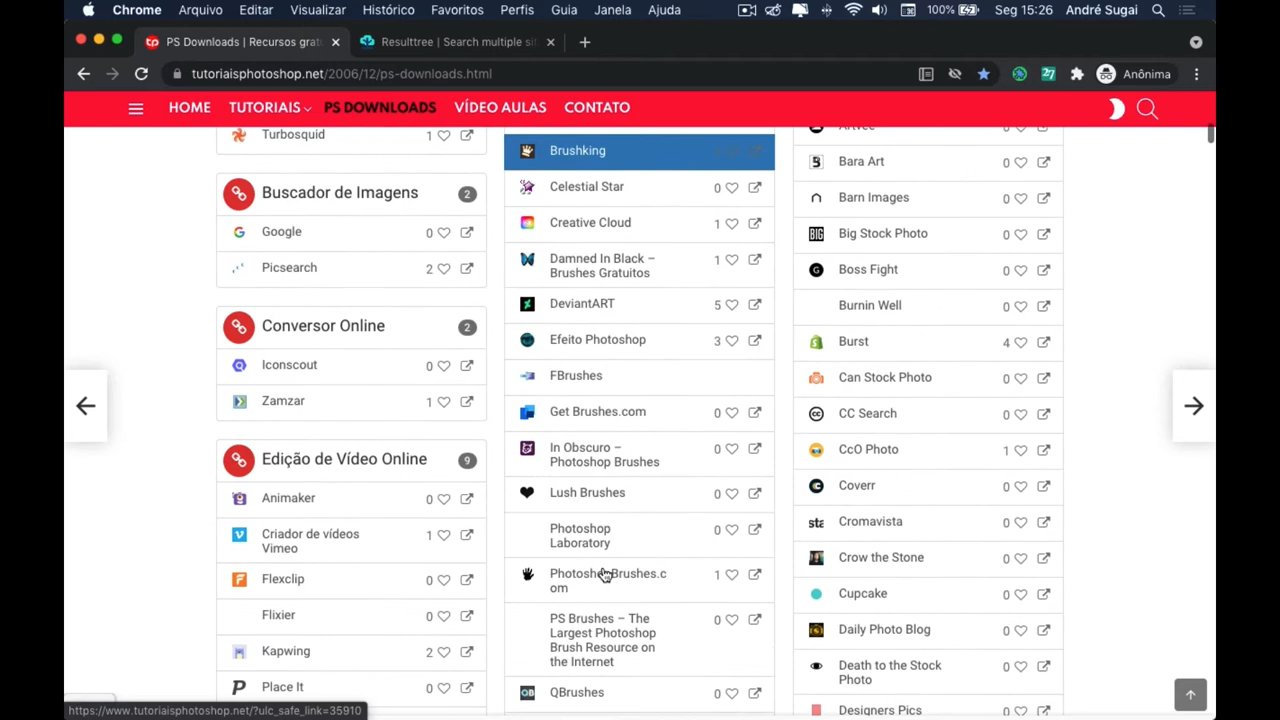 Chrome Arquivo Editar Visualizar Histórico Favoritos Perfis Guia Janela Ajuda 100% Seg 15:26 André Sugai
PS Downloads | Recursos grat
Resulttree | Search multiple sit
tutoriaisphotoshop.net/2006/12/ps-downloads.html
27
Anônima
HOME TUTORIAIS PS DOWNLOADS VÍDEO AULAS CONTATO
Turbosquid 1
Buscador de Imagens 2
Google 0
Picsearch 2
Conversor Online 2
Iconscout 0
Zamzar 1
Edição de Vídeo Online 9
Animaker 0
Criador de vídeos 1
Vimeo
Flexclip 0
Flixier 0
Kapwing 2
Place It 0
Brushking
Celestial Star 0
Creative Cloud 1
Damned In Black – 1
Brushes Gratuitos
DeviantART 5
Efeito Photoshop 3
FBrushes
Get Brushes.com 0
In Obscuro – 0
Photoshop Brushes
Lush Brushes 0
Photoshop 0
Laboratory
PhotoshopBrushes.c 1
om
PS Brushes – The 0
Largest Photoshop
Brush Resource on
the Internet
QBrushes 0
Artvee
Bara Art 0
Barn Images 0
Big Stock Photo 0
Boss Fight 0
Burnin Well 0
Burst 4
Can Stock Photo 0
CC Search 0
CcO Photo 1
Coverr 0
Cromavista 0
Crow the Stone 0
Cupcake 0
Daily Photo Blog 0
Death to the Stock 0
Photo
Designers Pics
https://www.tutoriaisphotoshop.net/?ulc_safe_link=35910